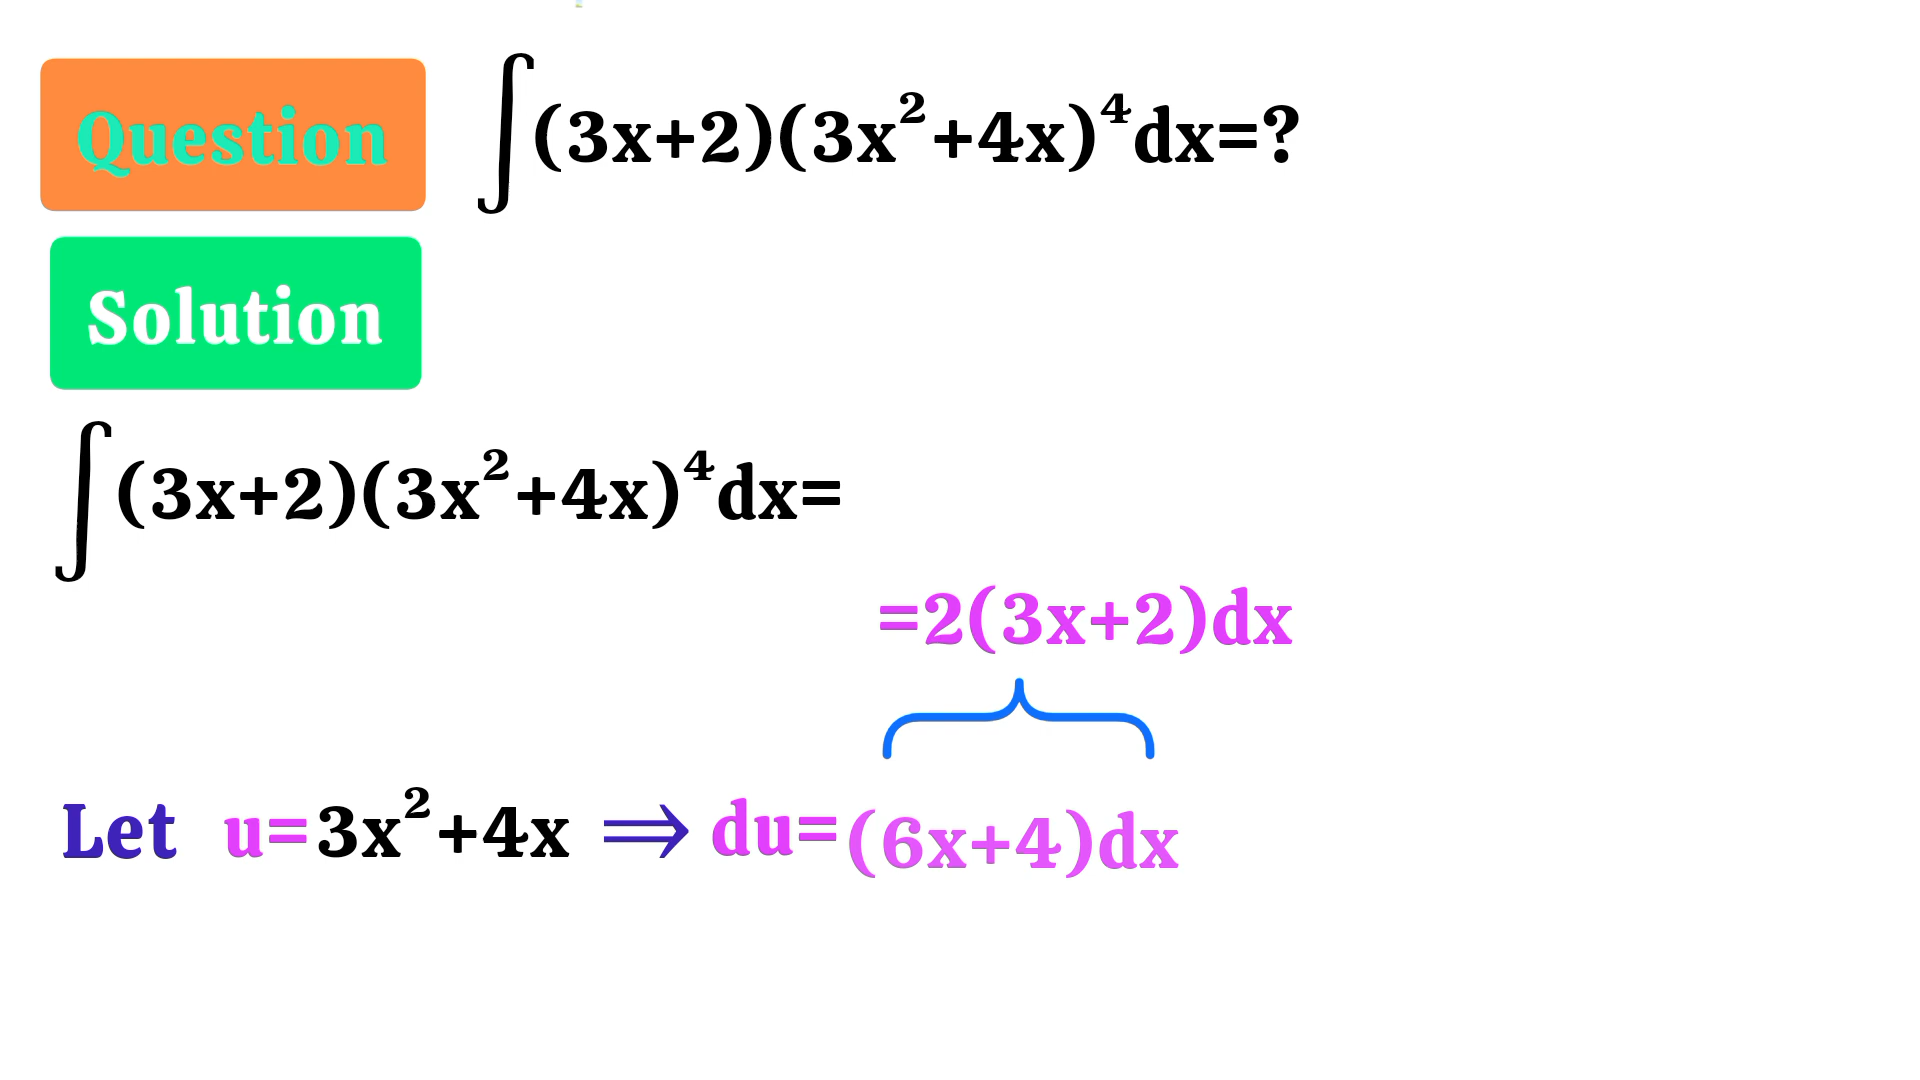 Question ∫(3x+2)(3x²+4x)⁴dx=?
Solution
∫(3x+2)(3x²+4x)⁴dx=
=2(3x+2)dx
Let u=3x²+4x ⟹ du=(6x+4)dx